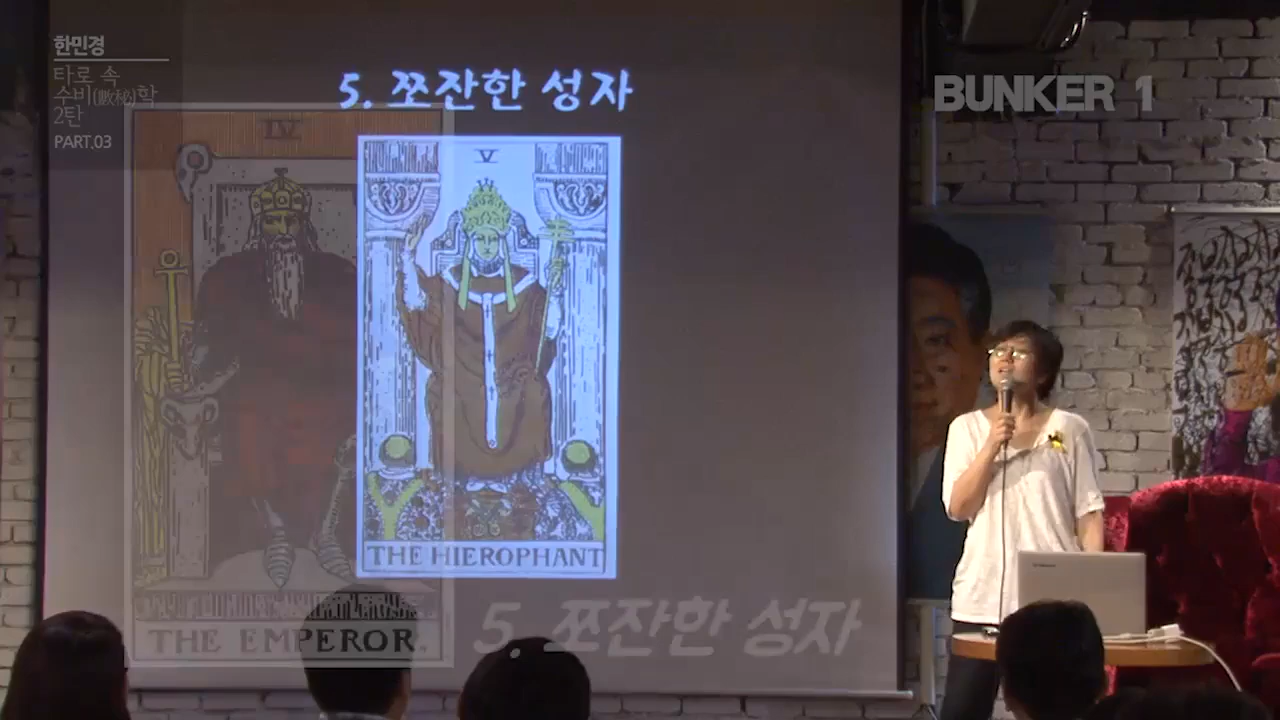 한민경
타로 속
수비(數秘)학
2탄
PART.03
5. 쪼잔한 성자
BUNKER 1
IV
V
THE HIEROPHANT
THE EMPEROR.
5. 쪼잔한 성자